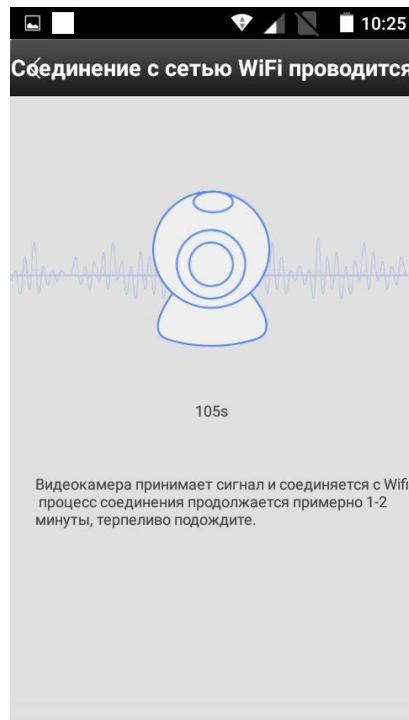 10:25
Соединение с сетью WiFi проводится
105s
Видеокамера принимает сигнал и соединяется с Wifi
процесс соединения продолжается примерно 1-2
минуты, терпеливо подождите.